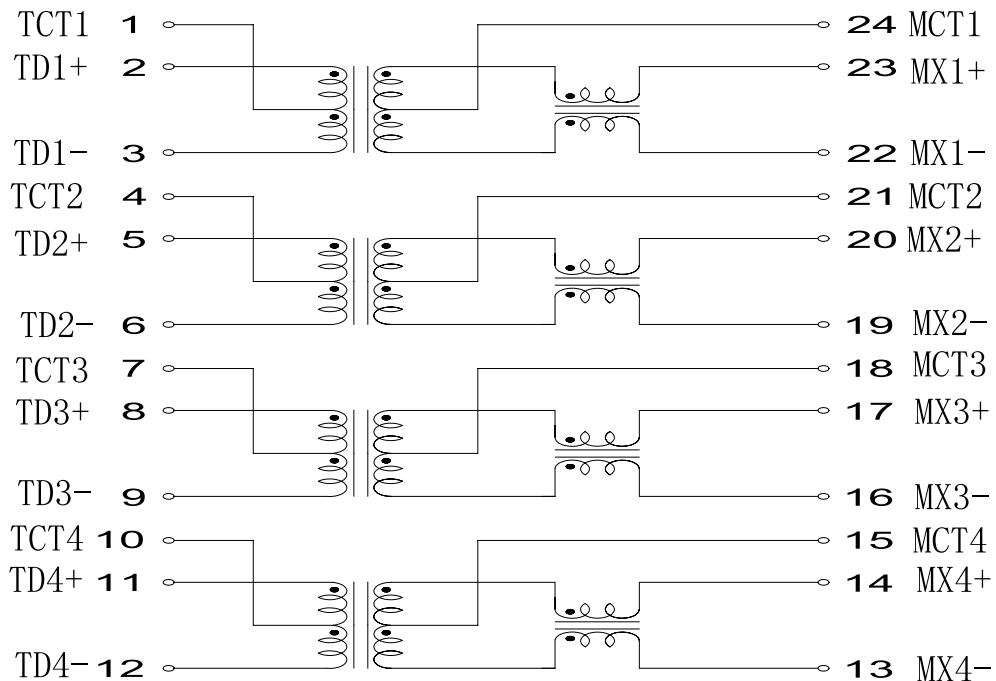 TCT1 1 24 MCT1
TD1+ 2 23 MX1+
TD1- 3 22 MX1-
TCT2 4 21 MCT2
TD2+ 5 20 MX2+
TD2- 6 19 MX2-
TCT3 7 18 MCT3
TD3+ 8 17 MX3+
TD3- 9 16 MX3-
TCT4 10 15 MCT4
TD4+ 11 14 MX4+
TD4- 12 13 MX4-